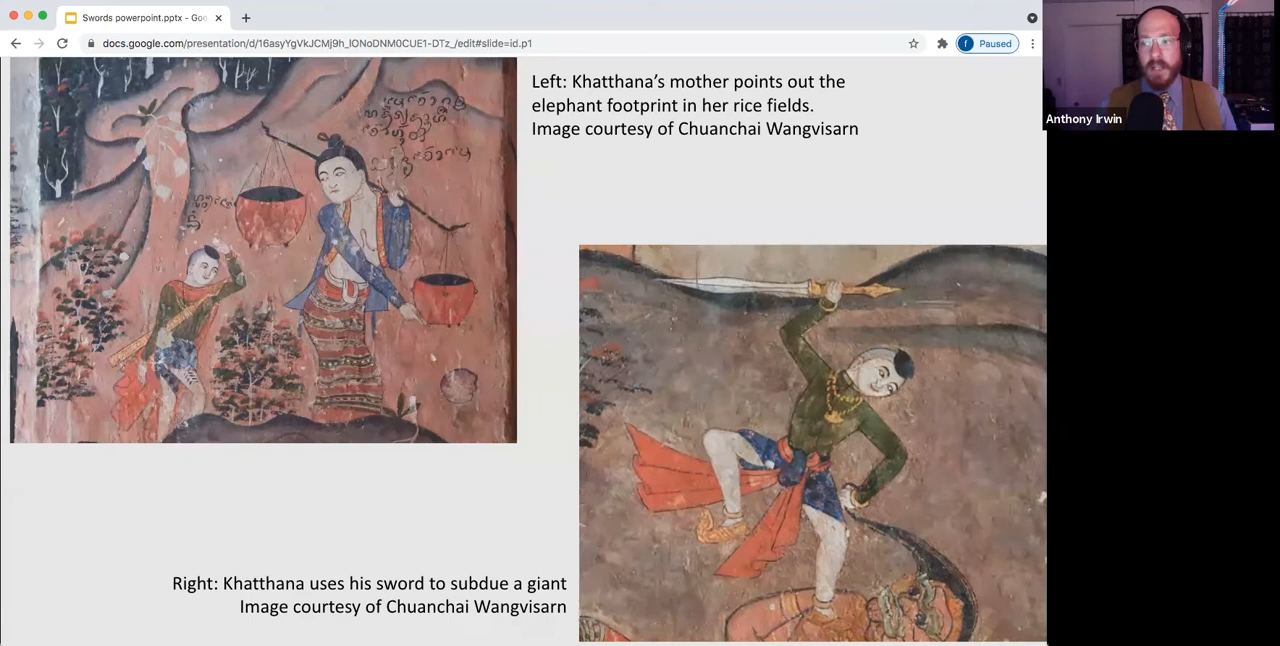 Swords powerpoint.pptx - Goo
docs.google.com/presentation/d/16asyYgVkJCMj9h_lONoDNM0CUE1-DTz_/edit#slide=id.p1
f Paused
Anthony Irwin
Left: Khatthana's mother points out the
elephant footprint in her rice fields.
Image courtesy of Chuanchai Wangvisarn
Right: Khatthana uses his sword to subdue a giant
Image courtesy of Chuanchai Wangvisarn